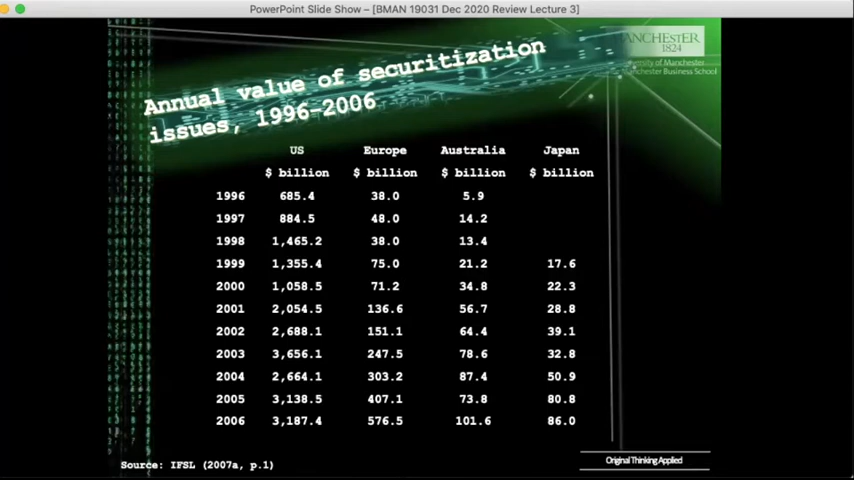 PowerPoint Slide Show – [BMAN 19031 Dec 2020 Review Lecture 3]
MANCHESTER
1824
University of Manchester
Manchester Business School
Annual value of securitization
issues, 1996-2006
US Europe Australia Japan
$ billion $ billion $ billion $ billion
1996 685.4 38.0 5.9
1997 884.5 48.0 14.2
1998 1,465.2 38.0 13.4
1999 1,355.4 75.0 21.2 17.6
2000 1,058.5 71.2 34.8 22.3
2001 2,054.5 136.6 56.7 28.8
2002 2,688.1 151.1 64.4 39.1
2003 3,656.1 247.5 78.6 32.8
2004 2,664.1 303.2 87.4 50.9
2005 3,138.5 407.1 73.8 80.8
2006 3,187.4 576.5 101.6 86.0
Source: IFSL (2007a, p.1)
Original Thinking Applied